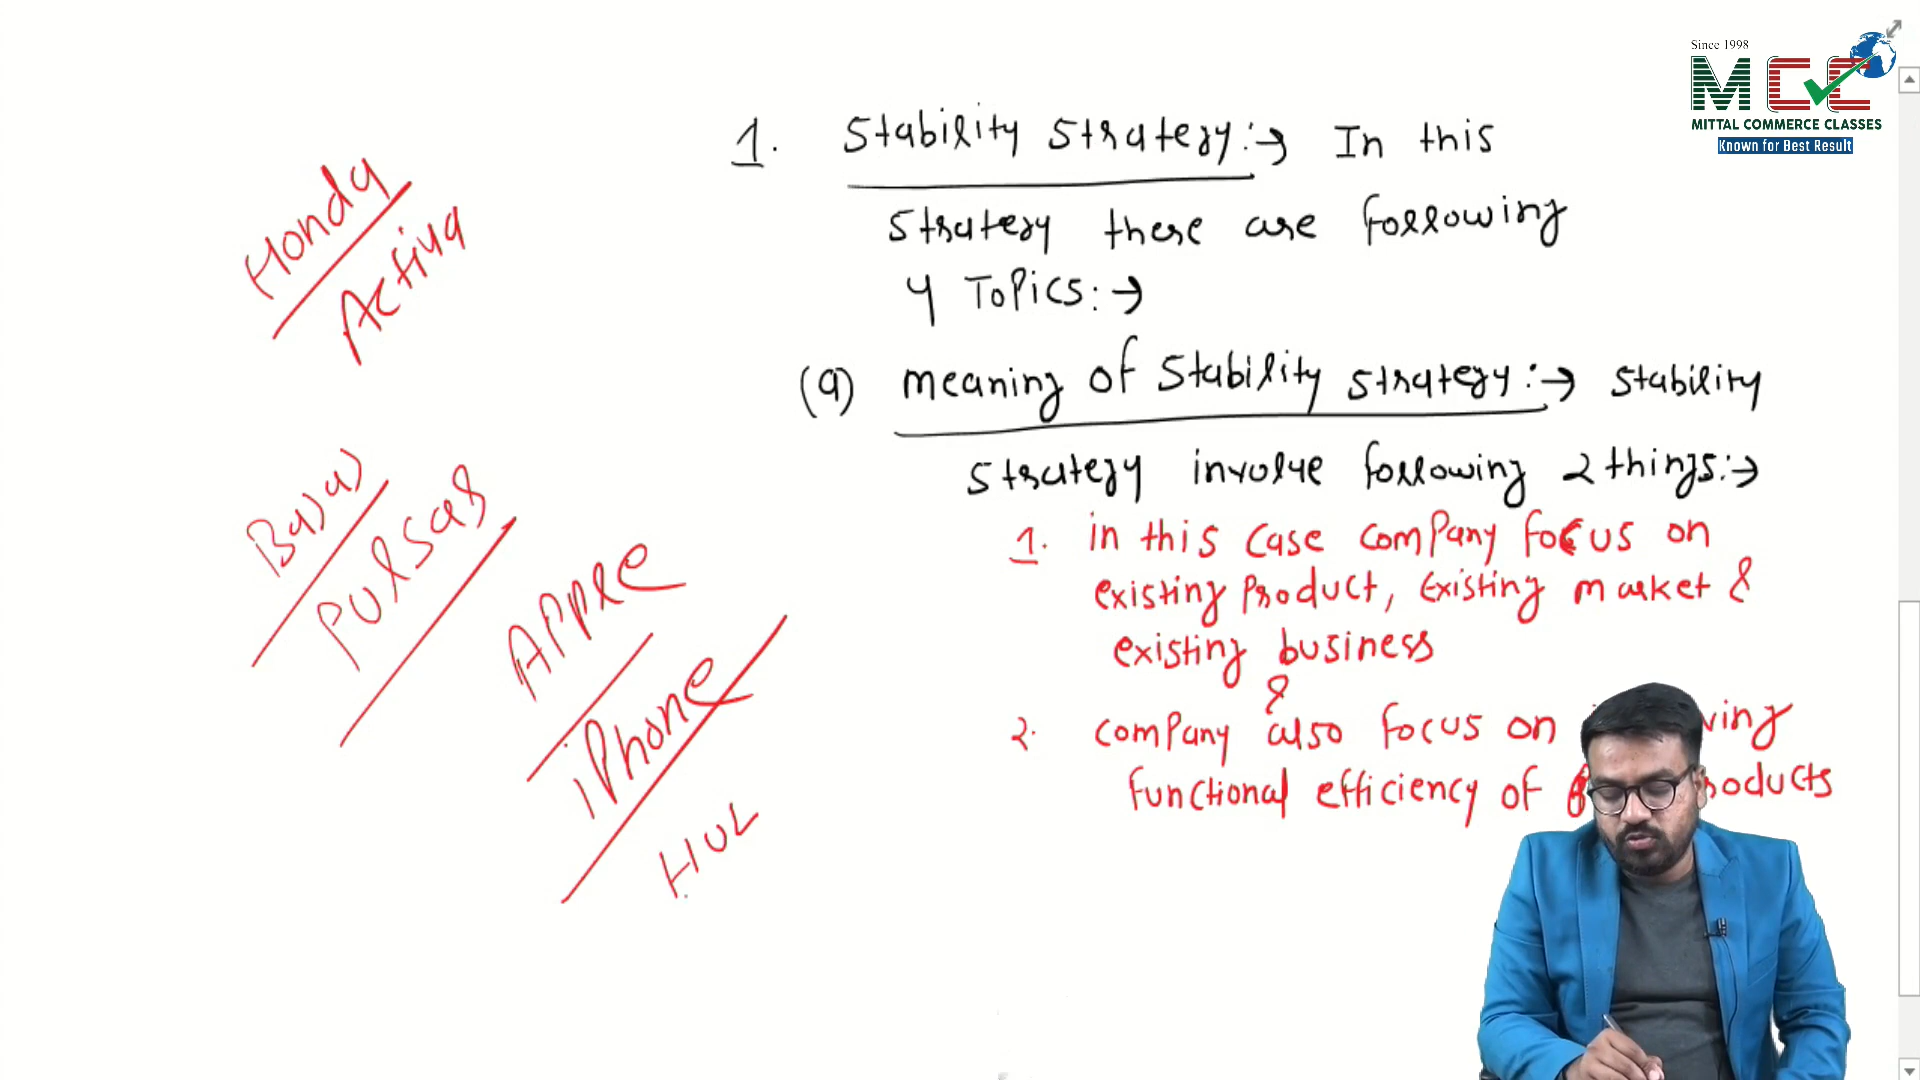 Since 1998
MCC
MITTAL COMMERCE CLASSES
Known for Best Result
1. Stability Strategy:→ In this
Strategy there are following
4 Topics:→
(a) meaning of Stability Strategy:→ Stability
Strategy involve following 2 things:→
1. in this case company focus on
existing Product, Existing market &
existing business
&
2. company also focus on
functional efficiency of
Honda
Activa
Bajaj
Pulsar
Apple
iPhone
HUL